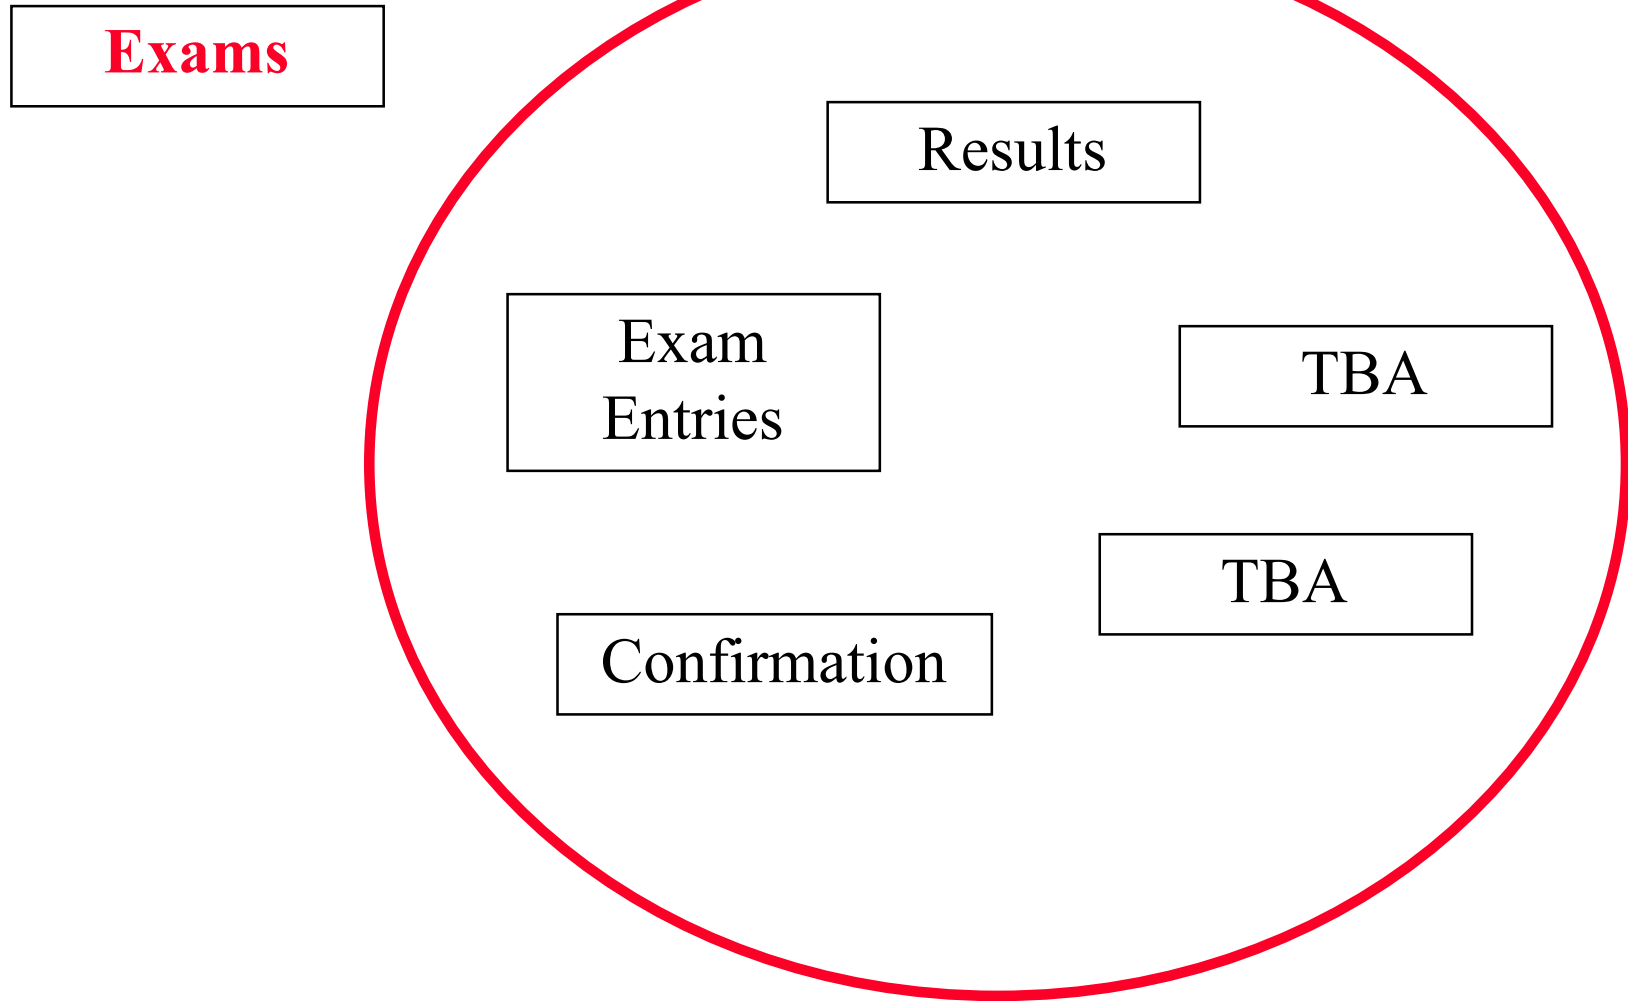 Exams
Results
Exam
Entries
TBA
TBA
Confirmation